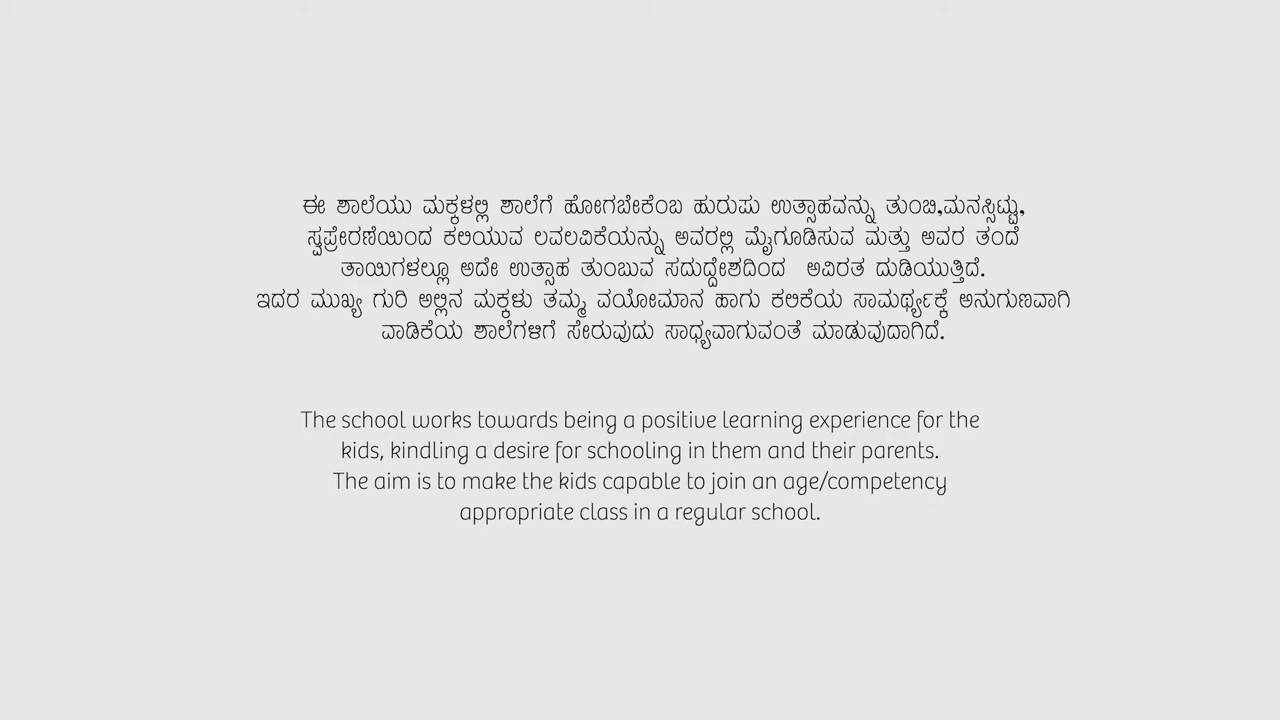 ಈ ಶಾಲೆಯು ಮಕ್ಕಳಲ್ಲಿ ಶಾಲೆಗೆ ಹೋಗಬೇಕೆಂಬ ಹುರುಪು ಉತ್ಸಾಹವನ್ನು ತುಂಬಿ,ಮನಸ್ಸಿಟ್ಟು,
ಸ್ವಪ್ರೇರಣೆಯಿಂದ ಕಲಿಯುವ ಲವಲವಿಕೆಯನ್ನು ಅವರಲ್ಲಿ ಮೈಗೂಡಿಸುವ ಮತ್ತು ಅವರ ತಂದೆ
ತಾಯಿಗಳಲ್ಲೂ ಅದೇ ಉತ್ಸಾಹ ತುಂಬುವ ಸದುದ್ದೇಶದಿಂದ ಅವಿರತ ದುಡಿಯುತ್ತಿದೆ.
ಇದರ ಮುಖ್ಯ ಗುರಿ ಅಲ್ಲಿನ ಮಕ್ಕಳು ತಮ್ಮ ವಯೋಮಾನ ಹಾಗು ಕಲಿಕೆಯ ಸಾಮರ್ಥ್ಯಕ್ಕೆ ಅನುಗುಣವಾಗಿ
ವಾಡಿಕೆಯ ಶಾಲೆಗಳಿಗೆ ಸೇರುವುದು ಸಾಧ್ಯವಾಗುವಂತೆ ಮಾಡುವುದಾಗಿದೆ.
The school works towards being a positive learning experience for the
kids, kindling a desire for schooling in them and their parents.
The aim is to make the kids capable to join an age/competency
appropriate class in a regular school.